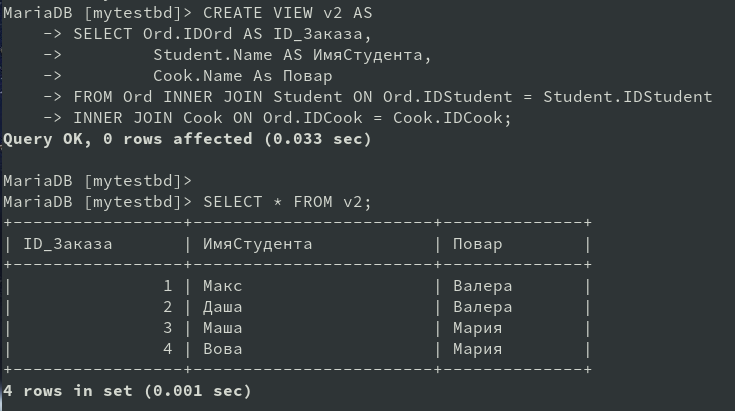 MariaDB [mytestbd]> CREATE VIEW v2 AS
    -> SELECT Ord.IDOrd AS ID_Заказа,
    ->         Student.Name AS ИмяСтудента,
    ->         Cook.Name As Повар
    -> FROM Ord INNER JOIN Student ON Ord.IDStudent = Student.IDStudent
    -> INNER JOIN Cook ON Ord.IDCook = Cook.IDCook;
Query OK, 0 rows affected (0.033 sec)

MariaDB [mytestbd]>
MariaDB [mytestbd]> SELECT * FROM v2;
+-----------------+------------------------+-------------+
| ID_Заказа       | ИмяСтудента            | Повар       |
+-----------------+------------------------+-------------+
|               1 | Макс                   | Валера      |
|               2 | Даша                   | Валера      |
|               3 | Маша                   | Мария       |
|               4 | Вова                   | Мария       |
+-----------------+------------------------+-------------+
4 rows in set (0.001 sec)